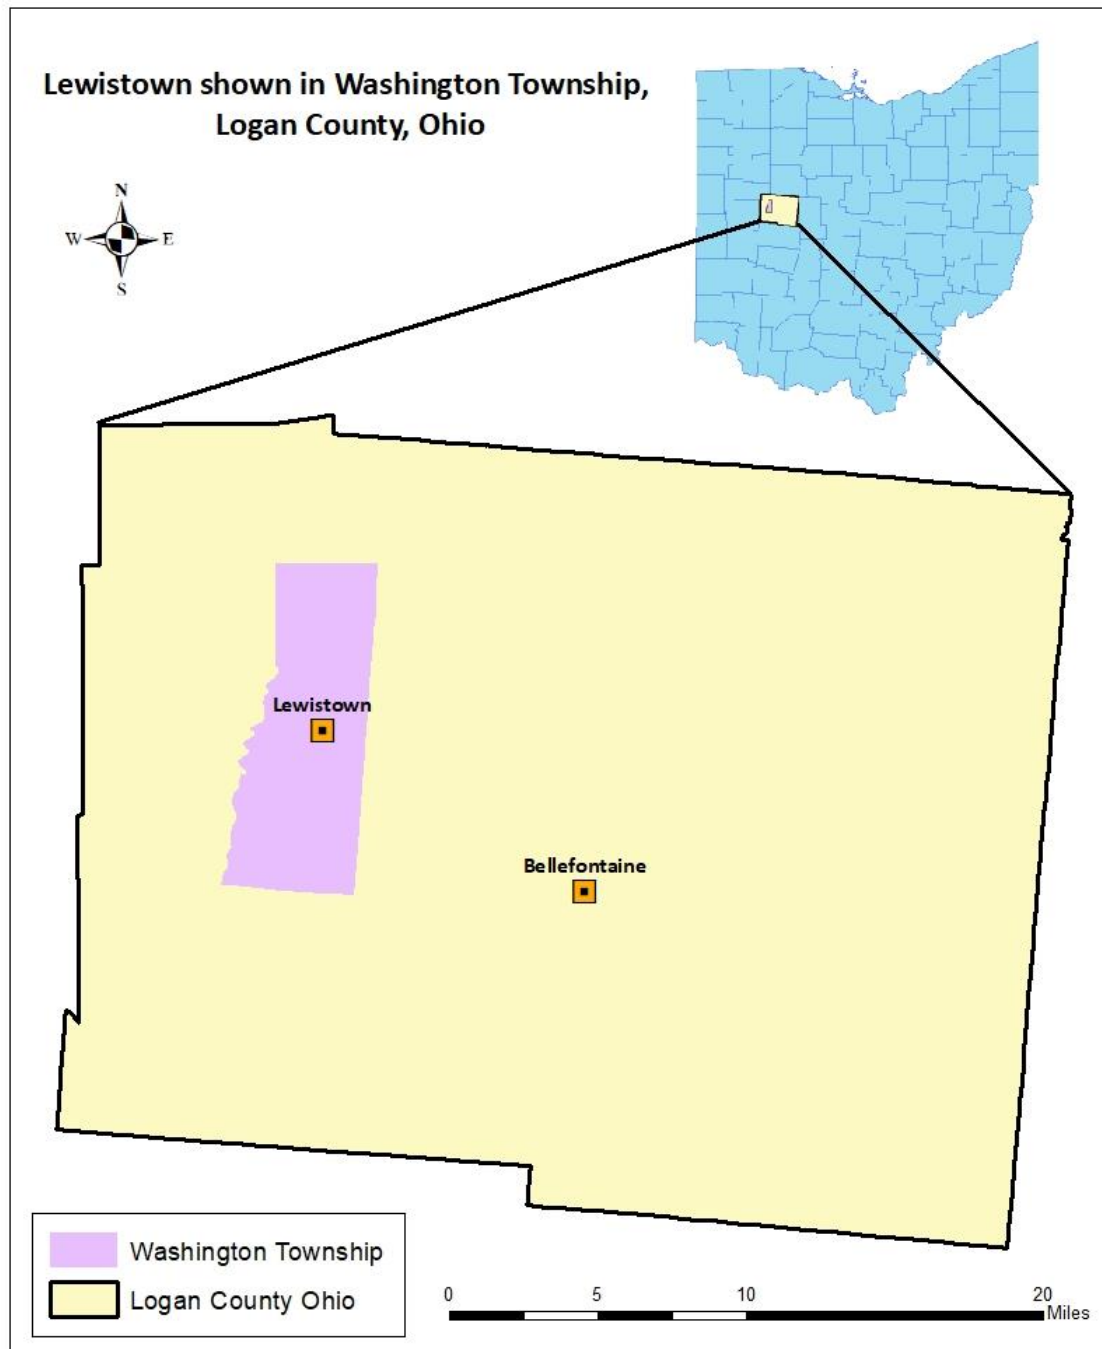 Lewistown shown in Washington Township,
Logan County, Ohio
N
W E
S
Lewistown
Bellefontaine
Washington Township
Logan County Ohio
0 5 10 20
Miles